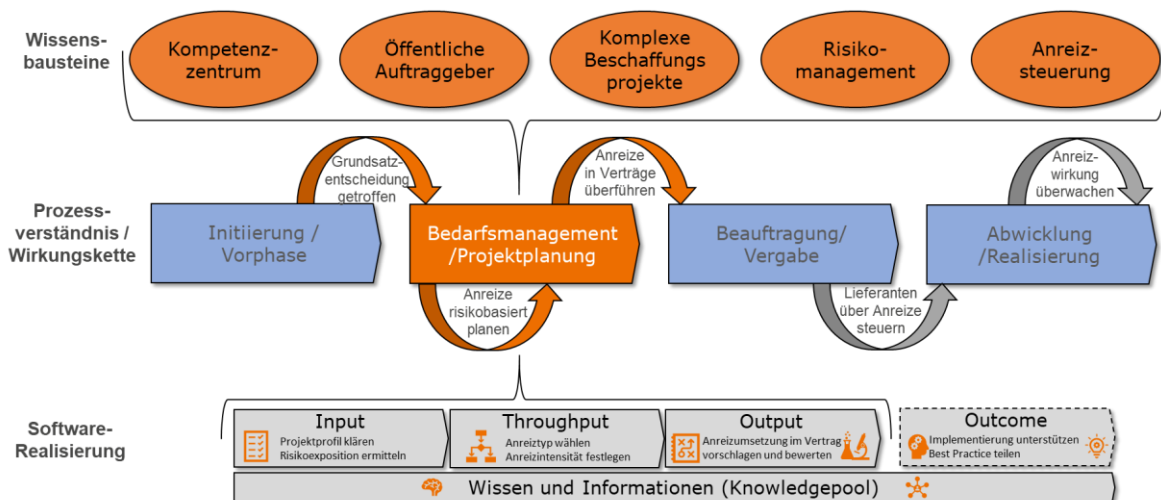 Wissens-
bausteine
Kompetenz-
zentrum
Öffentliche
Auftraggeber
Komplexe
Beschaffungs
projekte
Risiko-
management
Anreiz-
steuerung
Prozess-
verständnis /
Wirkungskette
Grundsatz-
entscheidung
getroffen
Anreize
in Verträge
überführen
Anreiz-
wirkung
überwachen
Initiierung /
Vorphase
Bedarfsmanagement
/Projektplanung
Beauftragung/
Vergabe
Abwicklung
/Realisierung
Anreize
risikobasiert
planen
Lieferanten
über Anreize
steuern
Software-
Realisierung
Input
Projektprofil klären
Risikoexposition ermitteln
Throughput
Anreiztyp wählen
Anreizintensität festlegen
Output
Anreizumsetzung im Vertrag
vorschlagen und bewerten
Outcome
Implementierung unterstützen
Best Practice teilen
Wissen und Informationen (Knowledgepool)